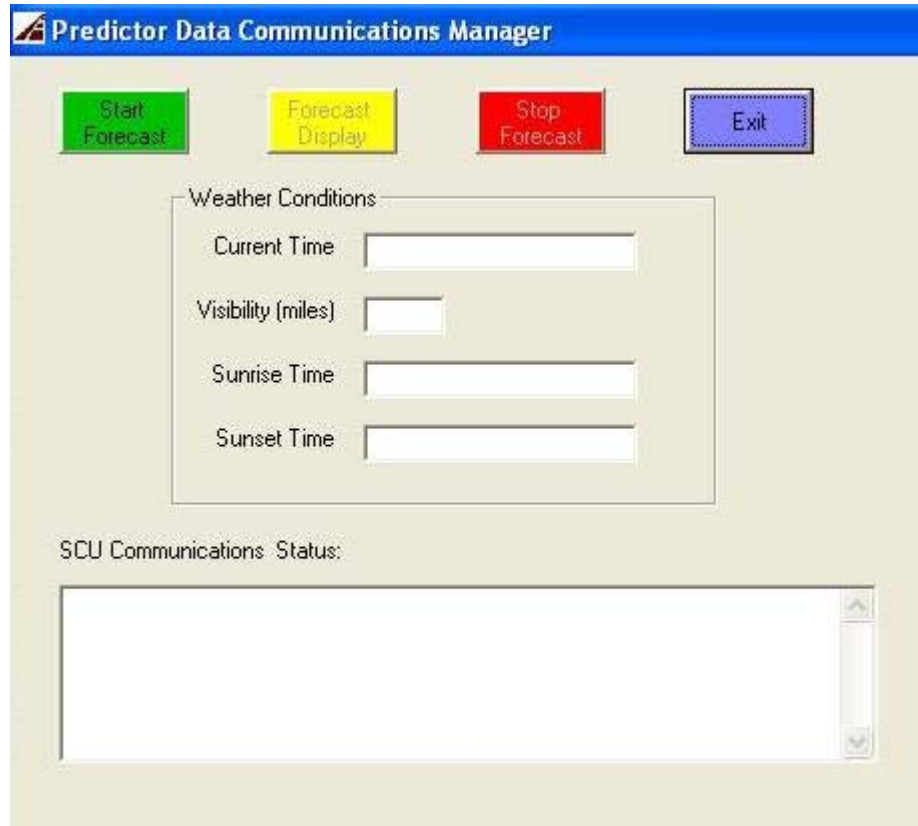 Predictor Data Communications Manager
Start
Forecast
Forecast
Display
Stop
Forecast
Exit
Weather Conditions
Current Time
Visibility (miles)
Sunrise Time
Sunset Time
SCU Communications Status: